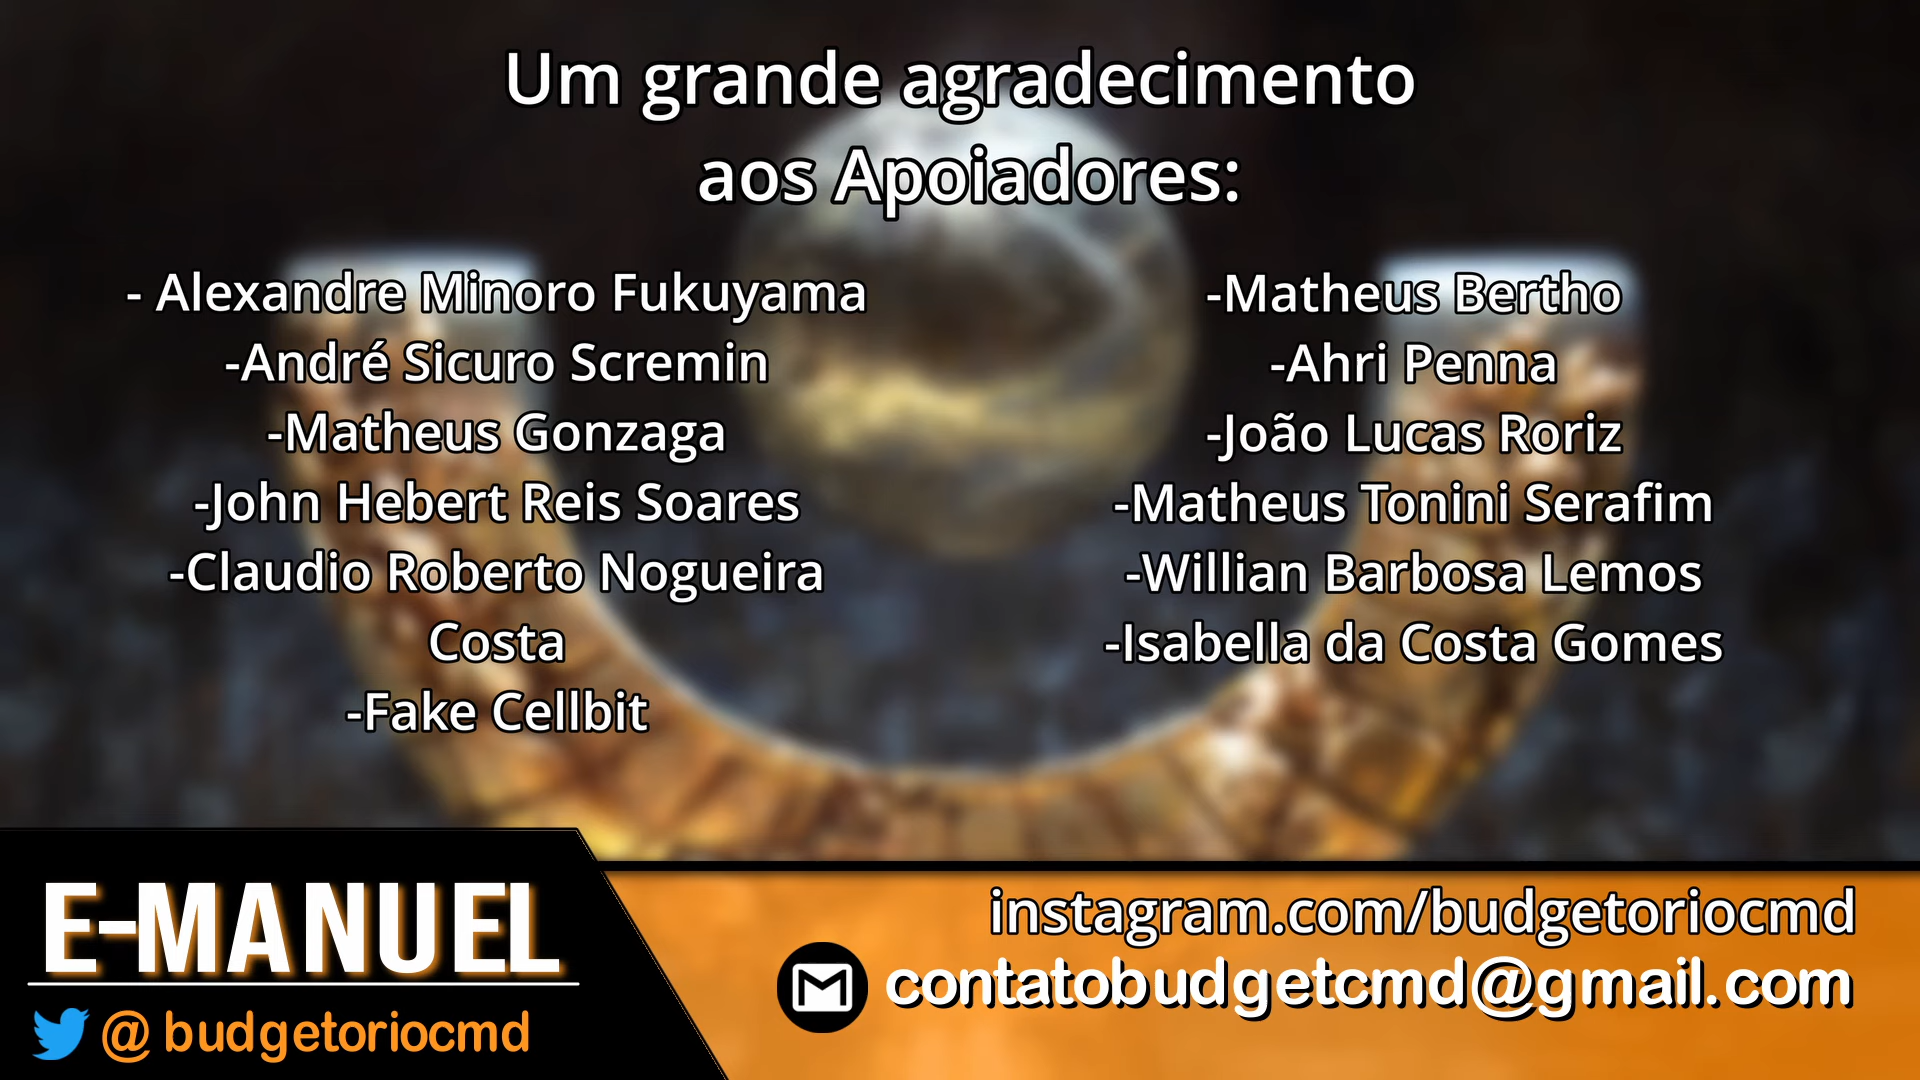 Um grande agradecimento
aos Apoiadores:
- Alexandre Minoro Fukuyama
-André Sicuro Scremin
-Matheus Gonzaga
-John Hebert Reis Soares
-Claudio Roberto Nogueira
Costa
-Fake Cellbit
-Matheus Bertho
-Ahri Penna
-João Lucas Roriz
-Matheus Tonini Serafim
-Willian Barbosa Lemos
-Isabella da Costa Gomes
E-MANUEL
@budgetoriocmd
instagram.com/budgetoriocmd
contatobudgetcmd@gmail.com